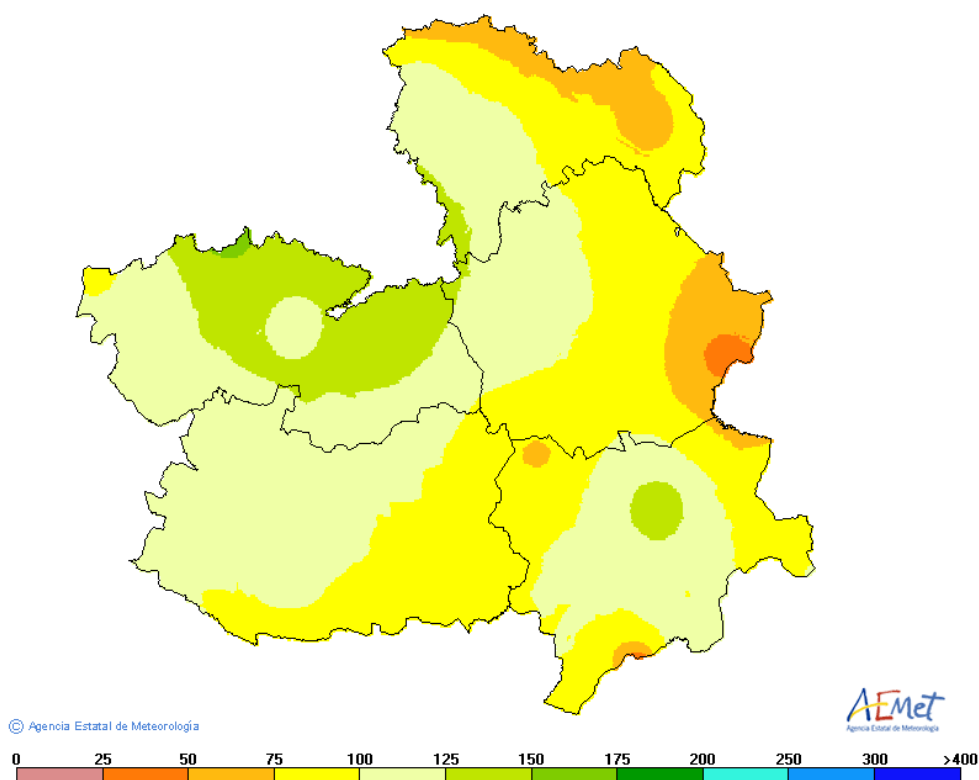 AEMet
Agencia Estatal de Meteorología
© Agencia Estatal de Meteorología
0 25 50 75 100 125 150 175 200 250 300 >400